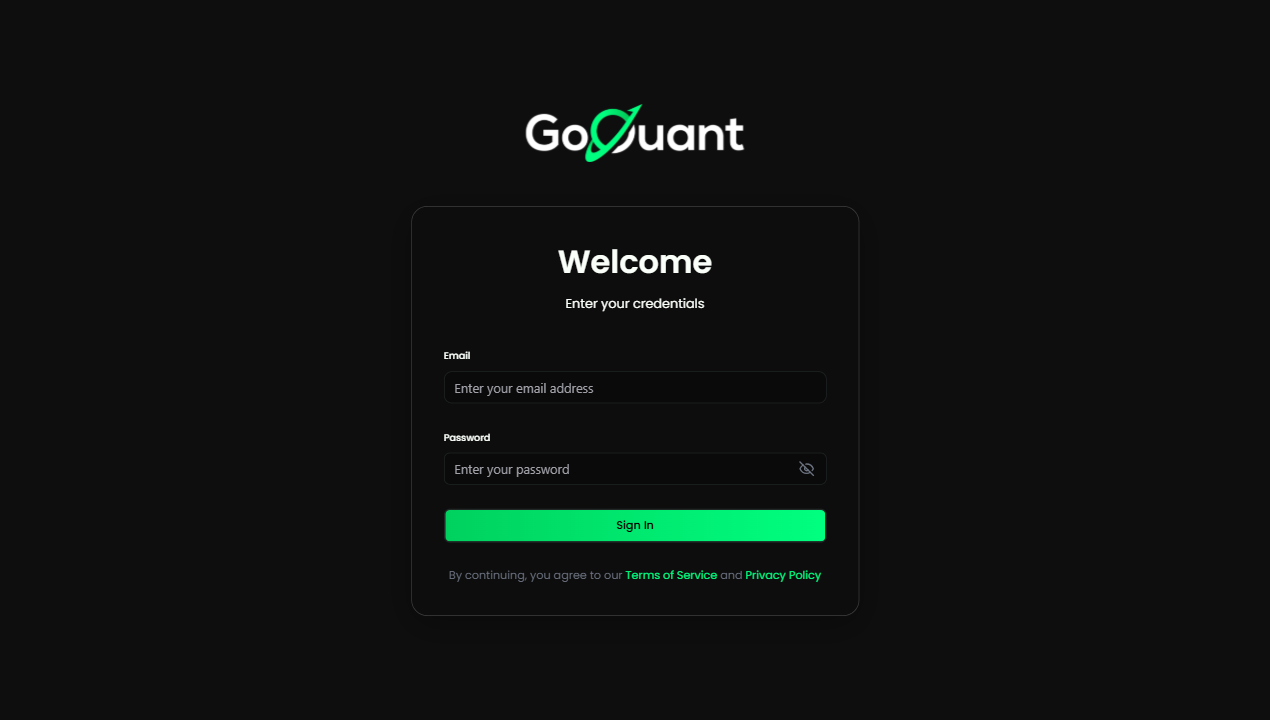 GoQuant
Welcome
Enter your credentials
Email
Enter your email address
Password
Enter your password
Sign In
By continuing, you agree to our Terms of Service and Privacy Policy